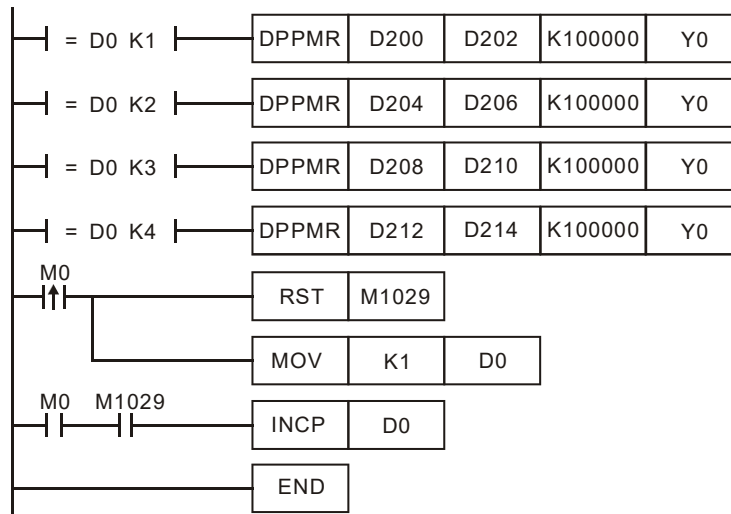 = D0 K1 DPPMR D200 D202 K100000 Y0
= D0 K2 DPPMR D204 D206 K100000 Y0
= D0 K3 DPPMR D208 D210 K100000 Y0
= D0 K4 DPPMR D212 D214 K100000 Y0
M0
RST M1029
MOV K1 D0
M0 M1029
INCP D0
END